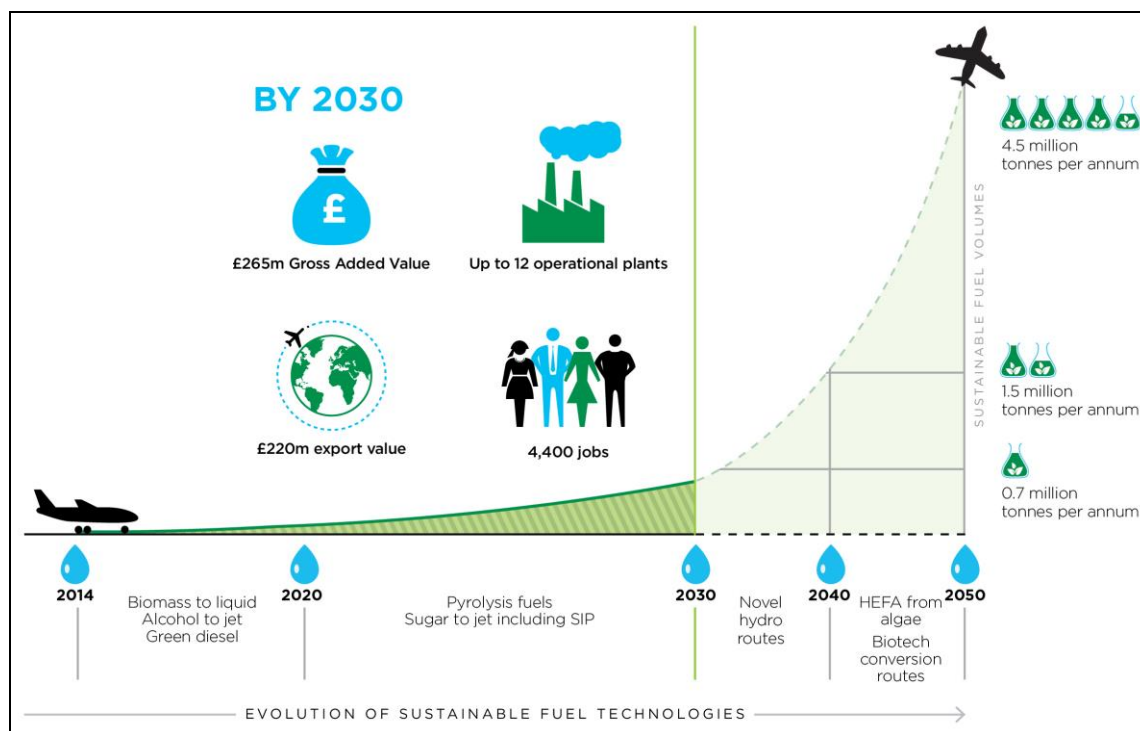 BY 2030
£
£265m Gross Added Value
Up to 12 operational plants
£220m export value
4,400 jobs
SUSTAINABLE FUEL VOLUMES
4.5 million
tonnes per annum
1.5 million
tonnes per annum
0.7 million
tonnes per annum
2014
2020
2030
2040
2050
Biomass to liquid
Alcohol to jet
Green diesel
Pyrolysis fuels
Sugar to jet including SIP
Novel
hydro
routes
HEFA from
algae
Biotech
conversion
routes
EVOLUTION OF SUSTAINABLE FUEL TECHNOLOGIES